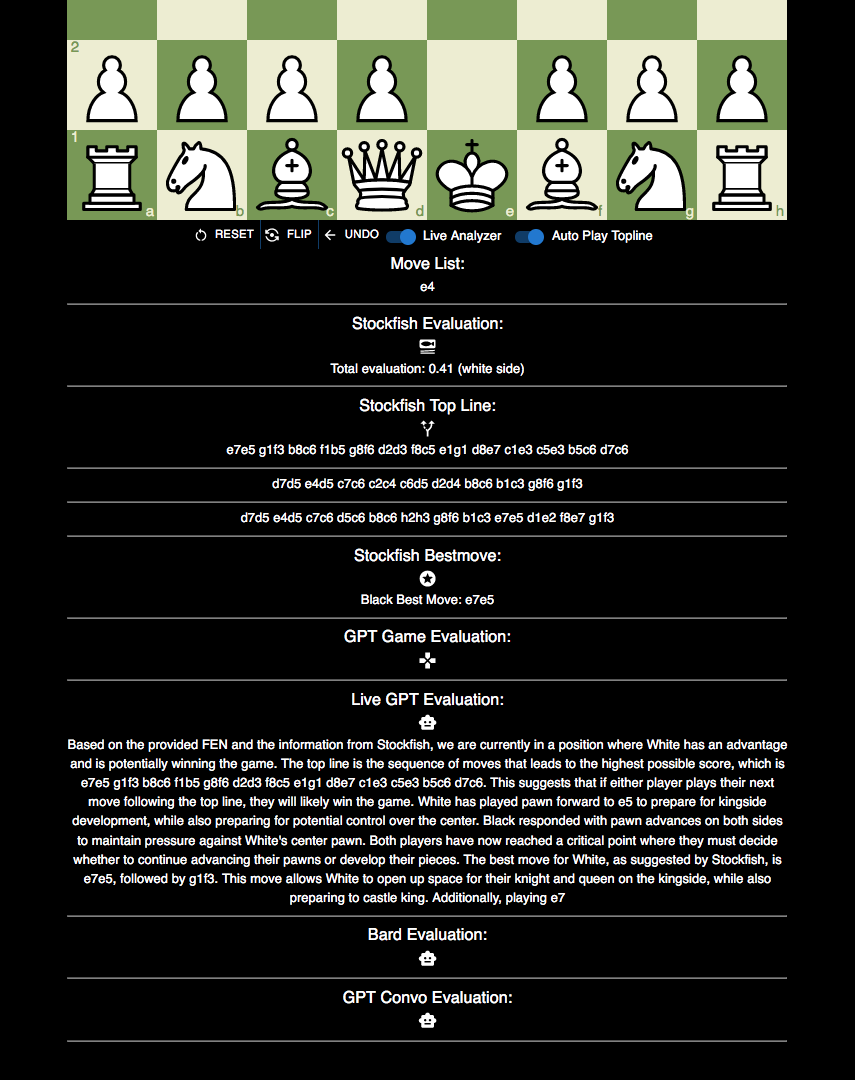 2
1
a b c d e f g h
RESET FLIP UNDO Live Analyzer Auto Play Topline
Move List:
e4
Stockfish Evaluation:
Total evaluation: 0.41 (white side)
Stockfish Top Line:
e7e5 g1f3 b8c6 f1b5 g8f6 d2d3 f8c5 e1g1 d8e7 c1e3 c5e3 b5c6 d7c6
d7d5 e4d5 c7c6 c2c4 c6d5 d2d4 b8c6 b1c3 g8f6 g1f3
d7d5 e4d5 c7c6 d5c6 b8c6 h2h3 g8f6 b1c3 e7e5 d1e2 f8e7 g1f3
Stockfish Bestmove:
Black Best Move: e7e5
GPT Game Evaluation:
Live GPT Evaluation:
Based on the provided FEN and the information from Stockfish, we are currently in a position where White has an advantage
and is potentially winning the game. The top line is the sequence of moves that leads to the highest possible score, which is
e7e5 g1f3 b8c6 f1b5 g8f6 d2d3 f8c5 e1g1 d8e7 c1e3 c5e3 b5c6 d7c6. This suggests that if either player plays their next
move following the top line, they will likely win the game. White has played pawn forward to e5 to prepare for kingside
development, while also preparing for potential control over the center. Black responded with pawn advances on both sides
to maintain pressure against White's center pawn. Both players have now reached a critical point where they must decide
whether to continue advancing their pawns or develop their pieces. The best move for White, as suggested by Stockfish, is
e7e5, followed by g1f3. This move allows White to open up space for their knight and queen on the kingside, while also
preparing to castle king. Additionally, playing e7
Bard Evaluation:
GPT Convo Evaluation: